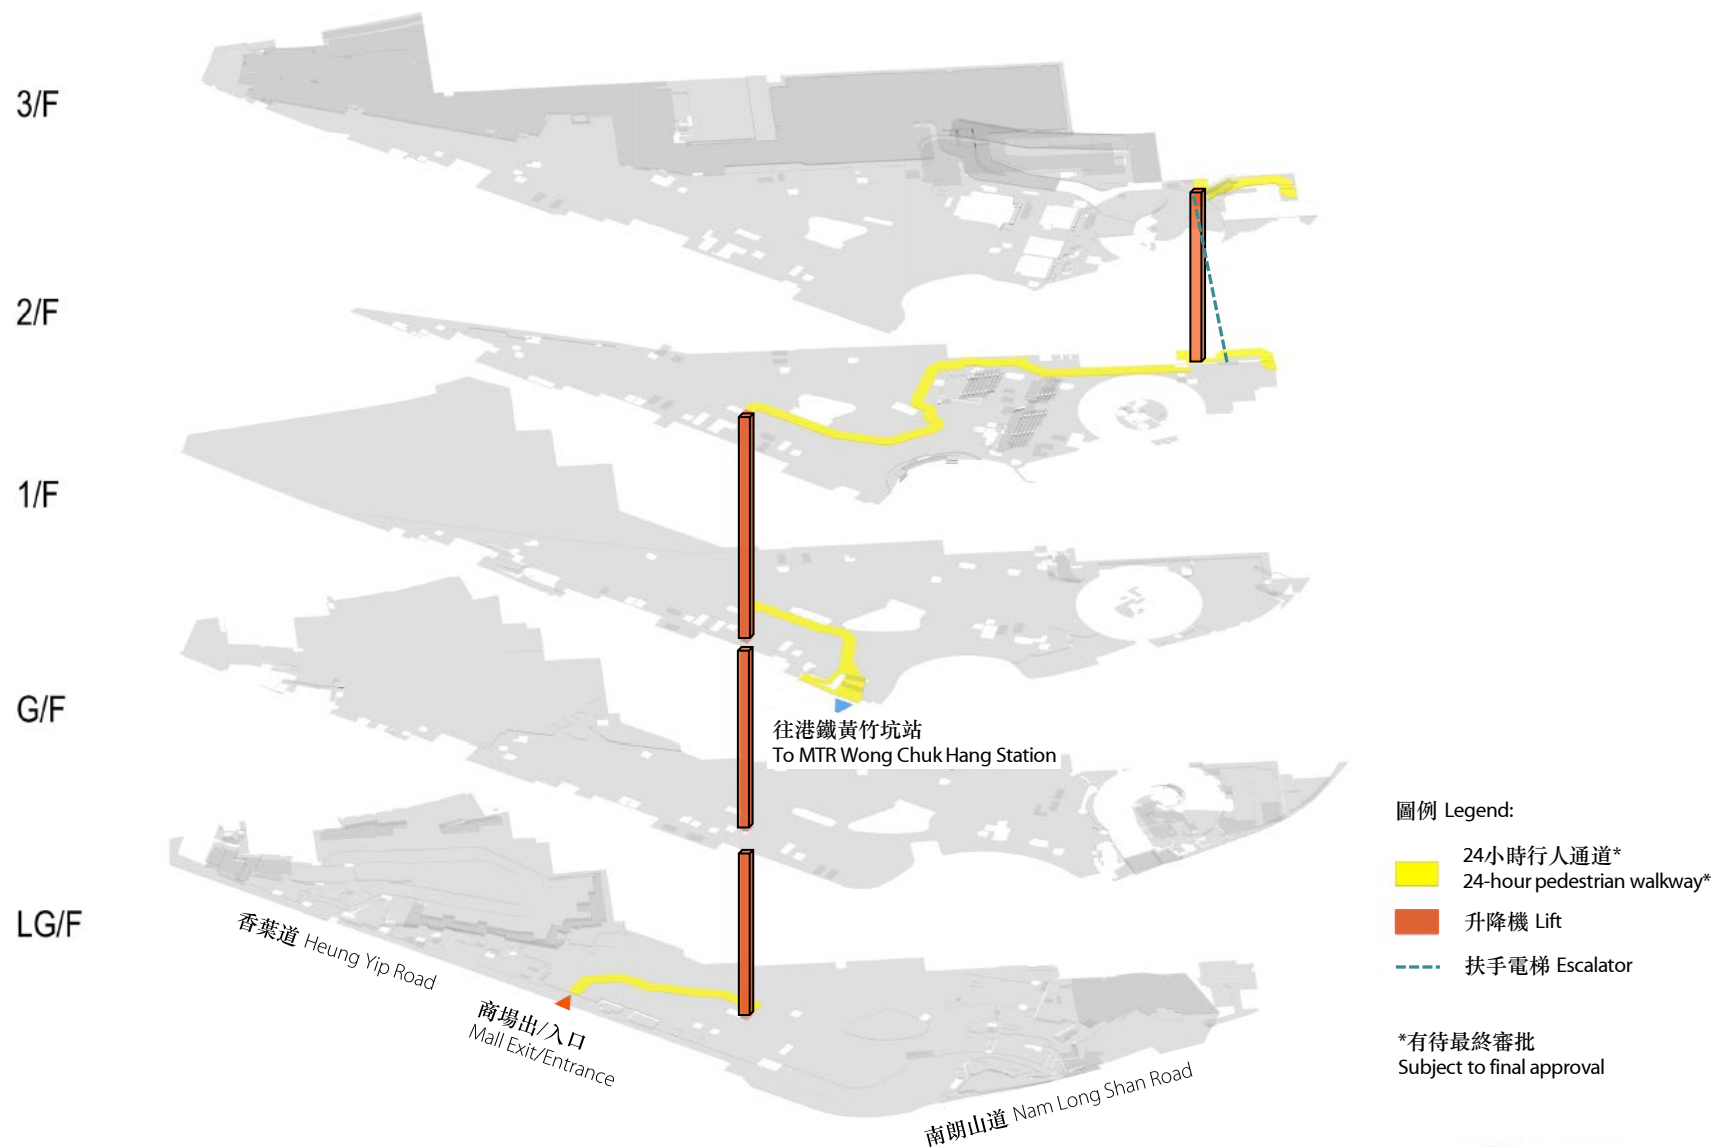 3/F
2/F
1/F
G/F
LG/F
往港鐵黃竹坑站
To MTR Wong Chuk Hang Station
香葉道 Heung Yip Road
商場出/入口
Mall Exit/Entrance
南朗山道 Nam Long Shan Road
圖例 Legend:
24小時行人通道*
24-hour pedestrian walkway*
升降機 Lift
扶手電梯 Escalator
*有待最終審批
Subject to final approval